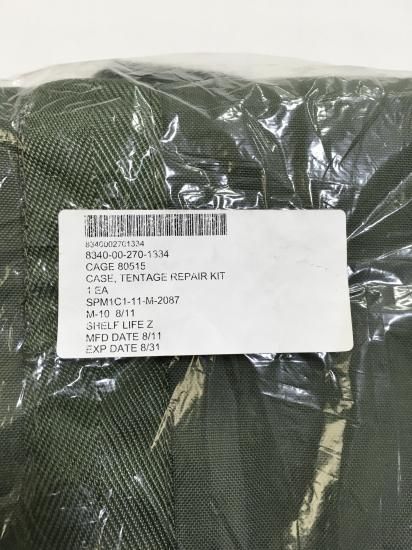 8340002701334
8340-00-270-1334
CAGE 80515
CASE, TENTAGE REPAIR KIT
1 EA
SPM1C1-11-M-2087
M-10 8/11
SHELF LIFE Z
MFD DATE 8/11
EXP DATE 8/31